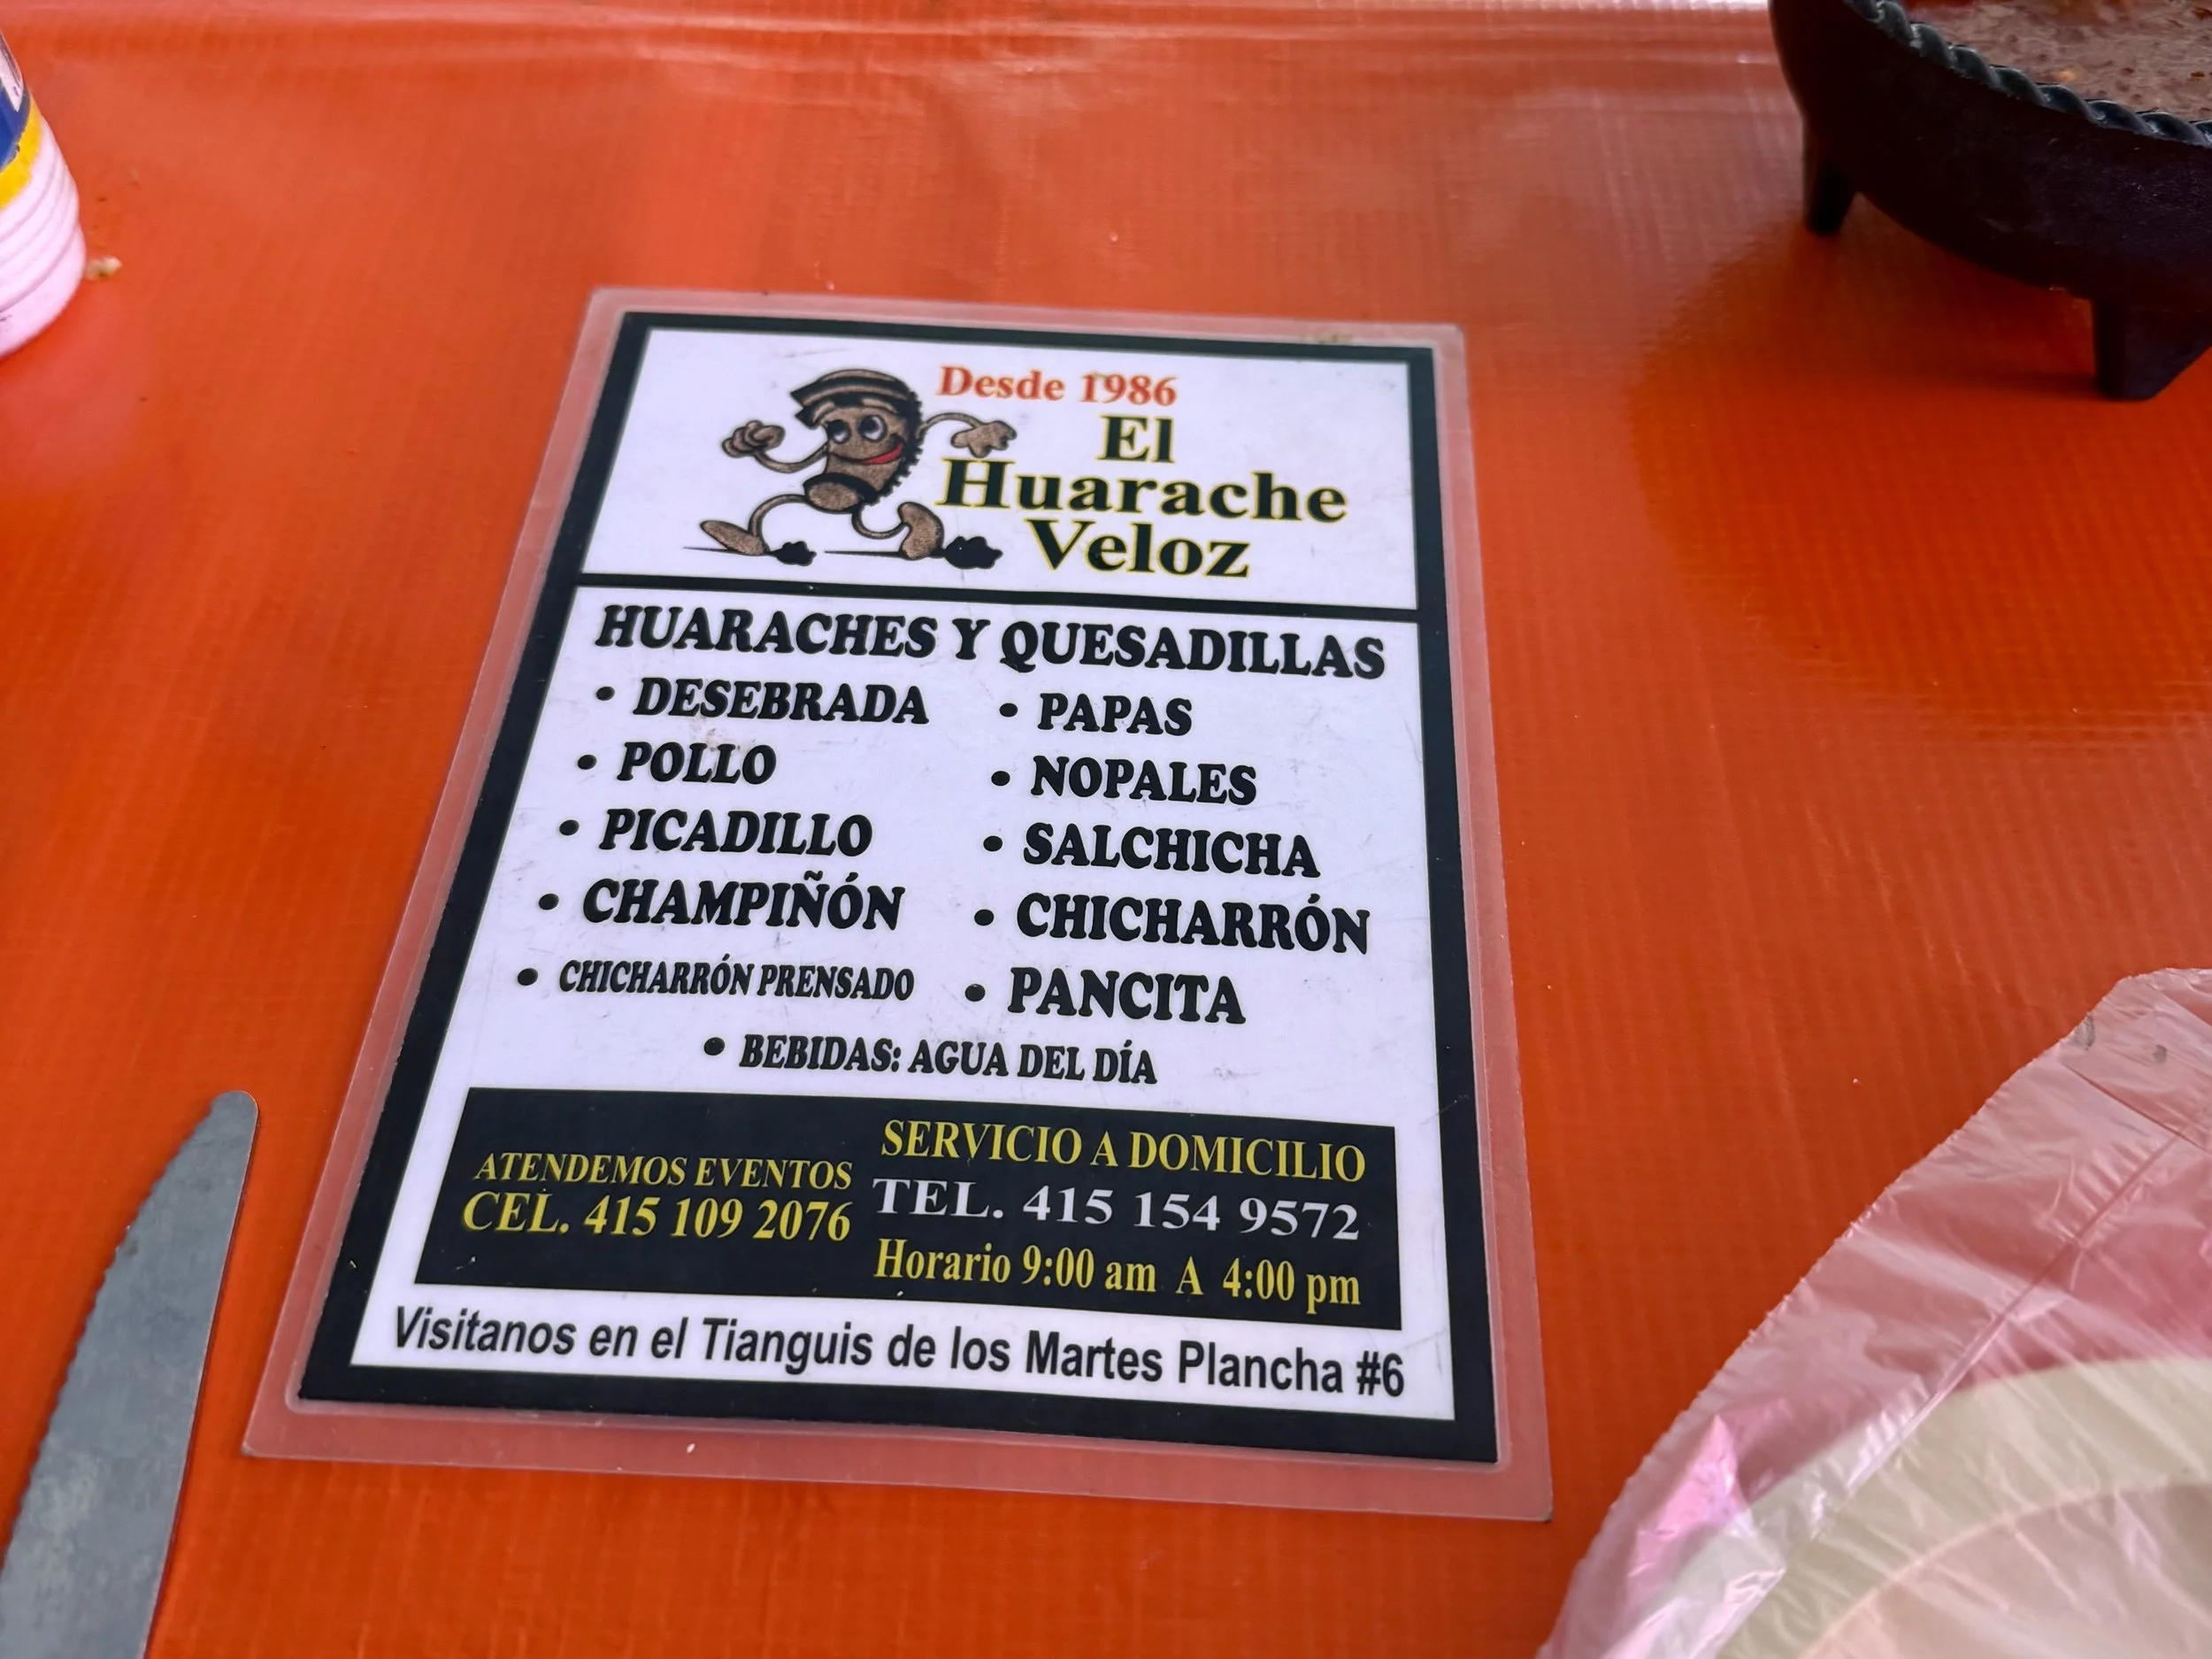 Desde 1986
El
Huarache
Veloz
HUARACHES Y QUESADILLAS
• DESEBRADA
• POLLO
• PICADILLO
• CHAMPIÑÓN
• CHICHARRÓN PRENSADO
• PAPAS
• NOPALES
• SALCHICHA
• CHICHARRÓN
• PANCITA
• BEBIDAS: AGUA DEL DÍA
ATENDEMOS EVENTOS
CEL. 415 109 2076
SERVICIO A DOMICILIO
TEL. 415 154 9572
Horario 9:00 am A 4:00 pm
Visitanos en el Tianguis de los Martes Plancha #6